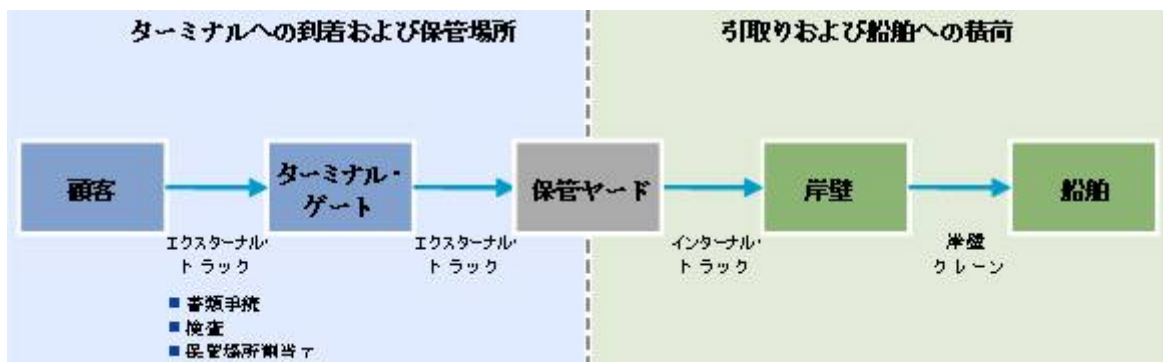 ターミナルへの到着および保管場所
引取りおよび船舶への積荷
顧客
ターミナル・
ゲート
保管ヤード
岸壁
船舶
エクスターナル・
トラック
エクスターナル・
トラック
インターナル・
トラック
岸壁
クレーン
■ 書類手続
■ 検査
■ 保管場所割当て